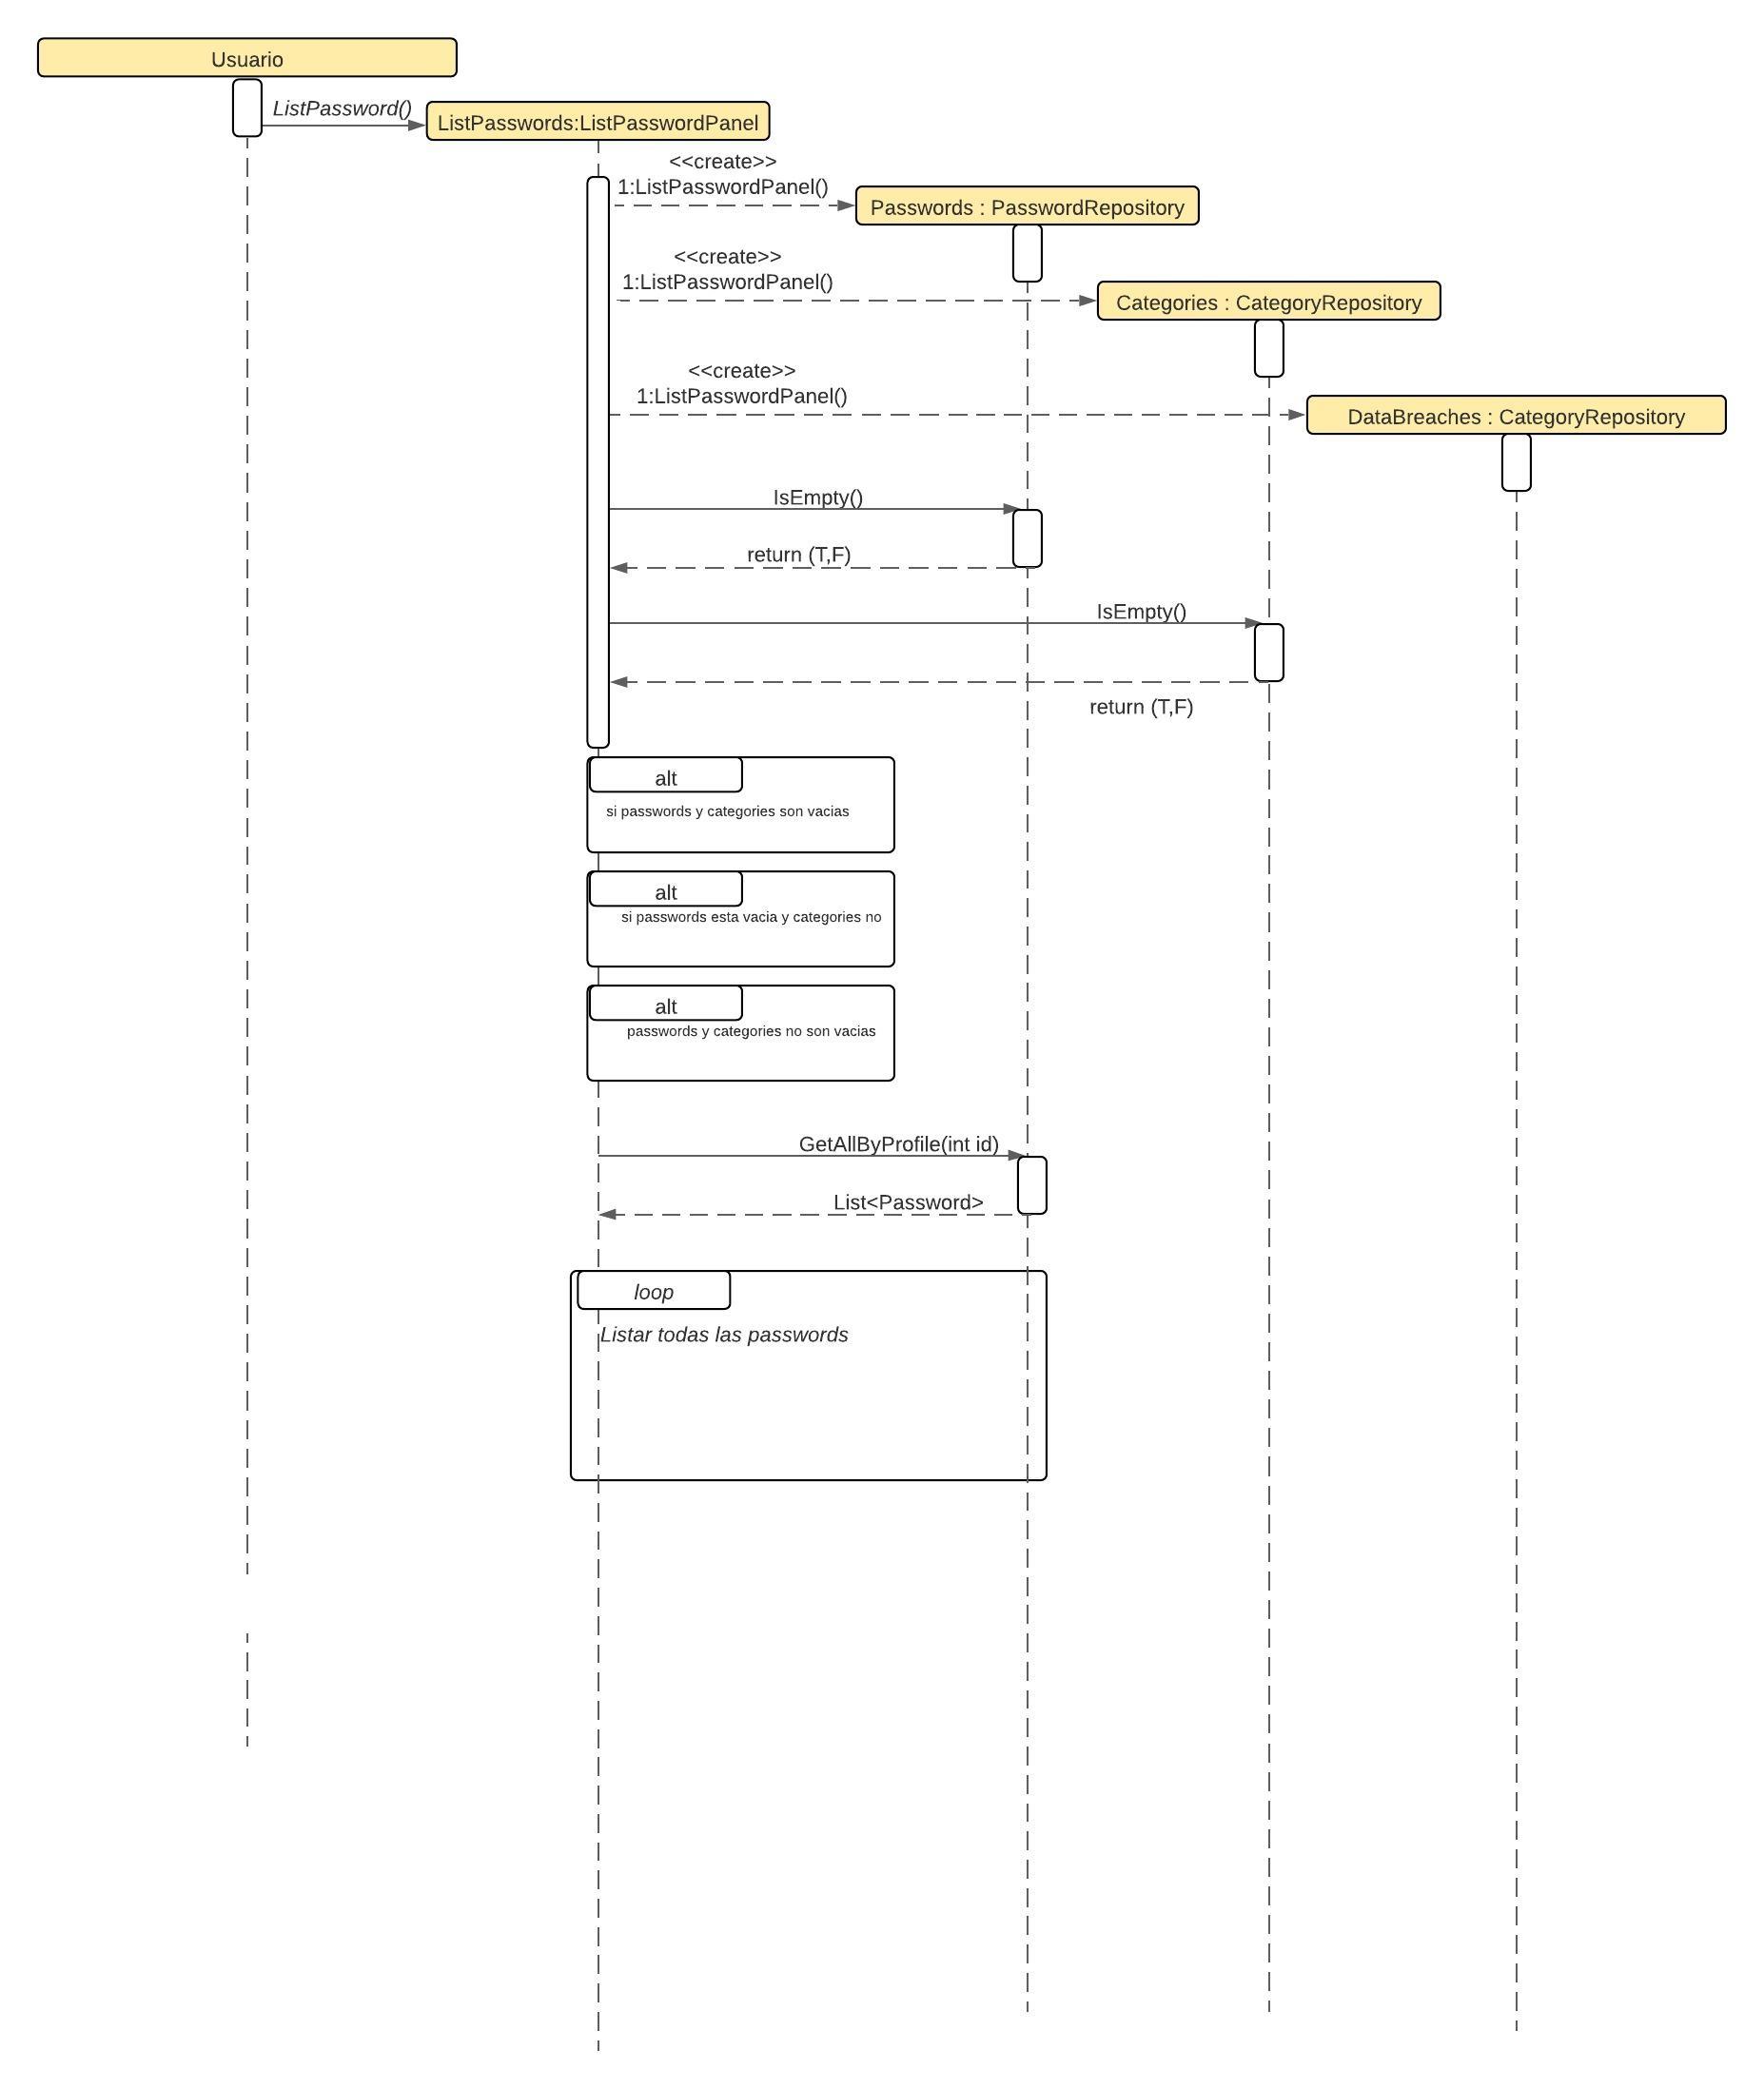 Usuario
ListPassword()
ListPasswords:ListPasswordPanel
<<create>>
1:ListPasswordPanel()
Passwords : PasswordRepository
<<create>>
1:ListPasswordPanel()
Categories : CategoryRepository
<<create>>
1:ListPasswordPanel()
DataBreaches : CategoryRepository
IsEmpty()
return (T,F)
IsEmpty()
return (T,F)
alt
si passwords y categories son vacias
alt
si passwords esta vacia y categories no
alt
passwords y categories no son vacias
GetAllByProfile(int id)
List<Password>
loop
Listar todas las passwords